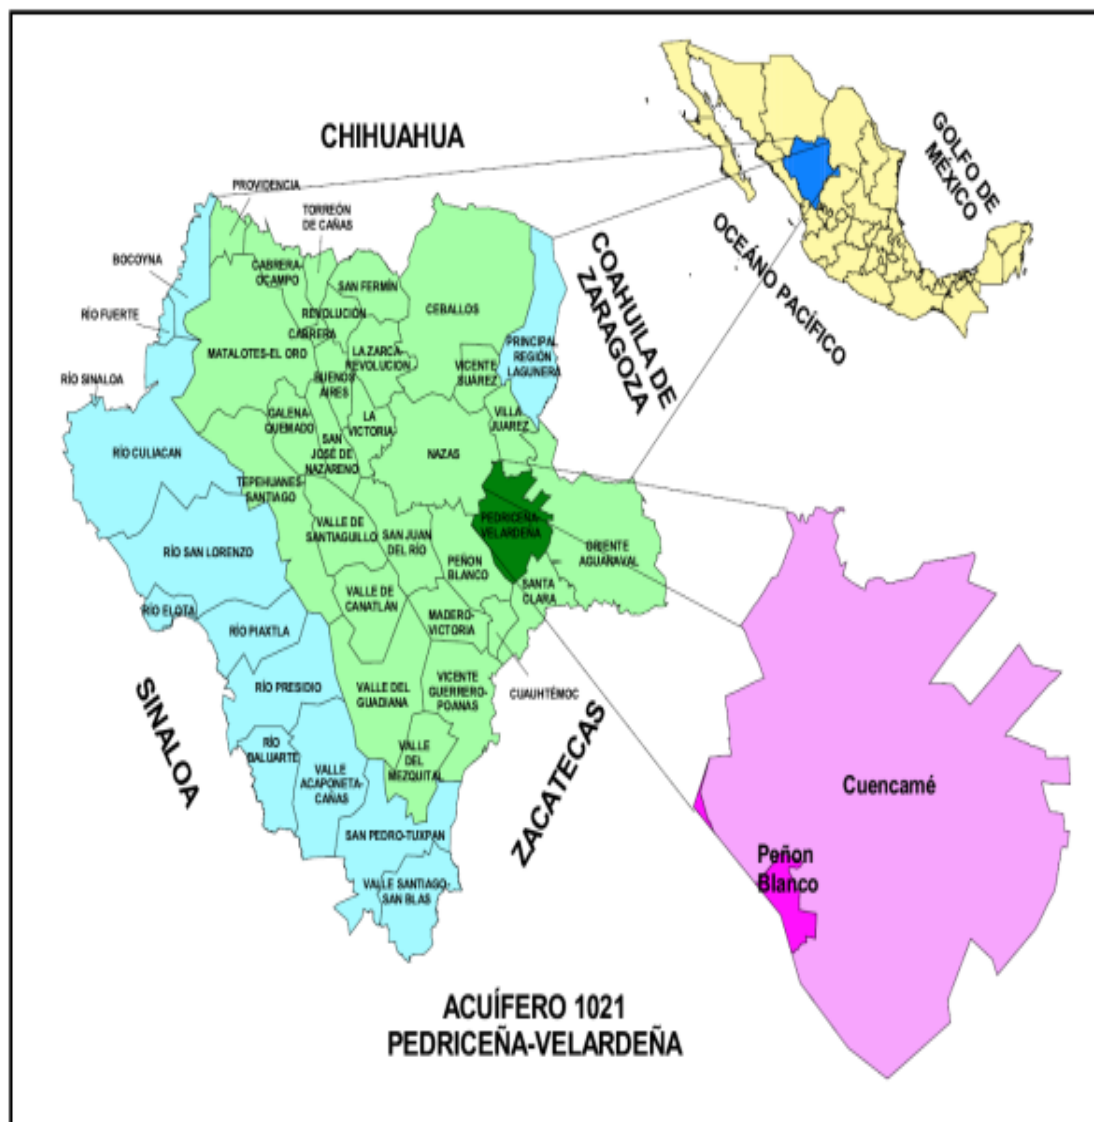 CHIHUAHUA
GOLFO DE
MÉXICO
OCEÁNO PACÍFICO
COAHUILA DE
ZARAGOZA
PROVIDENCIA
TORREÓN
DE CAÑAS
BOCOYNA
CABRERA-
OCAMPO
SAN FERMÍN
RÍO FUERTE
REVOLUCIÓN
CEBALLOS
CABRERA
MATALOTES-EL ORO
LA ZARCA-
REVOLUCION
PRINCIPAL-
REGIÓN
LAGUNERA
VICENTE
SUÁREZ
RÍO SINALOA
BUENOS
AIRES
GALENA-
QUEMADO
LA
VICTORIA
VILLA
JUAREZ
RÍO CULIACAN
SAN
JOSÉ DE
NAZARENO
NAZAS
TEPEHUANES-
SANTIAGO
VALLE DE
SANTIAGUILLO
SAN JUAN
DEL RÍO
PEDRICEÑA-
VELARDEÑA
RÍO SAN LORENZO
PEÑON
BLANCO
ORIENTE
AGUANAVAL
VALLE DE
CANATLÁN
SANTA
CLARA
RÍO ELOTA
RÍO PIAXTLA
MADERO-
VICTORIA
SINALOA
RÍO PRESIDIO
VALLE DEL
GUADIANA
VICENTE
GUERRERO-
POANAS
CUAUHTÉMOC
ZACATECAS
RÍO
BALUARTE
VALLE
ACAPONETA-
CAÑAS
VALLE
DEL
MEZQUITAL
SAN PEDRO-TUXPAN
VALLE SANTIAGO-
SAN BLAS
Cuencamé
Peñon
Blanco
ACUÍFERO 1021
PEDRICEÑA-VELARDEÑA